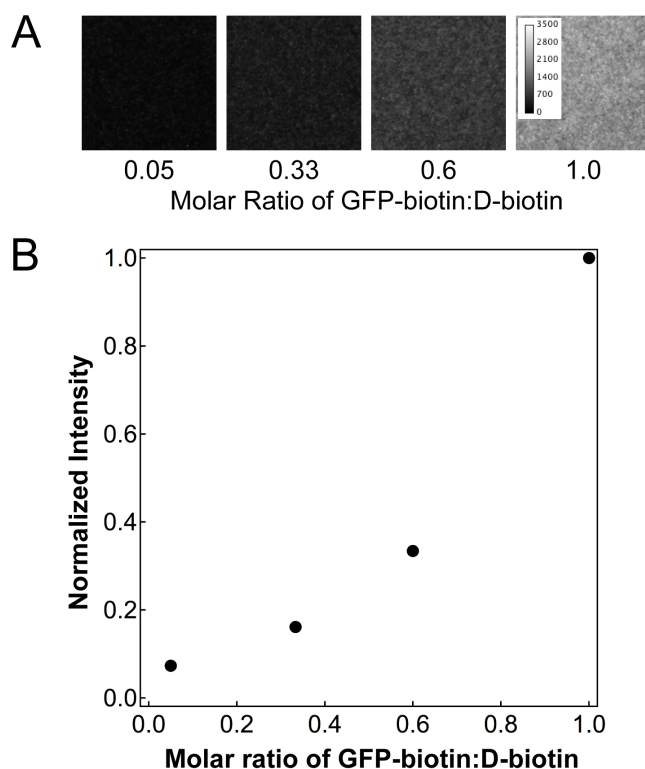 A
3500
2800
2100
1400
700
0
0.05 0.33 0.6 1.0
Molar Ratio of GFP-biotin:D-biotin
B
1.0
0.8
0.6
0.4
0.2
0.0
Normalized Intensity
0.0 0.2 0.4 0.6 0.8 1.0
Molar ratio of GFP-biotin:D-biotin